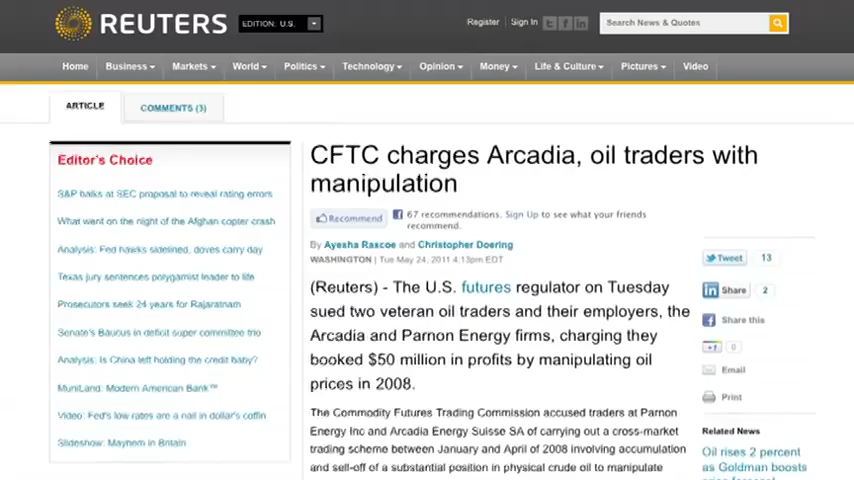 REUTERS
EDITION: U.S.
Register
Sign In
Search News & Quotes
Home Business Markets World Politics Technology Opinion Money Life & Culture Pictures Video
ARTICLE
COMMENTS (3)
Editor's Choice
S&P balks at SEC proposal to reveal rating errors
What went on the night of the Afghan copter crash
Analysis: Fed hawks sidelined, doves carry day
Texas jury sentences polygamist leader to life
Prosecutors seek 24 years for Rajaratnam
Senate's Baucus in deficit super committee trio
Analysis: Is China left holding the credit baby?
MuniLand: Modern American Bank™
Video: Fed's low rates are a nail in dollar's coffin
Slideshow: Mayhem in Britain
CFTC charges Arcadia, oil traders with
manipulation
Recommend
67 recommendations. Sign Up to see what your friends
recommend.
By Ayesha Rascoe and Christopher Doering
WASHINGTON | Tue May 24, 2011 4:13pm EDT
(Reuters) - The U.S. futures regulator on Tuesday
sued two veteran oil traders and their employers, the
Arcadia and Parnon Energy firms, charging they
booked $50 million in profits by manipulating oil
prices in 2008.
The Commodity Futures Trading Commission accused traders at Parnon
Energy Inc and Arcadia Energy Suisse SA of carrying out a cross-market
trading scheme between January and April of 2008 involving accumulation
and sell-off of a substantial position in physical crude oil to manipulate
Tweet 13
Share 2
Share this
+1 0
Email
Print
Related News
Oil rises 2 percent
as Goldman boosts